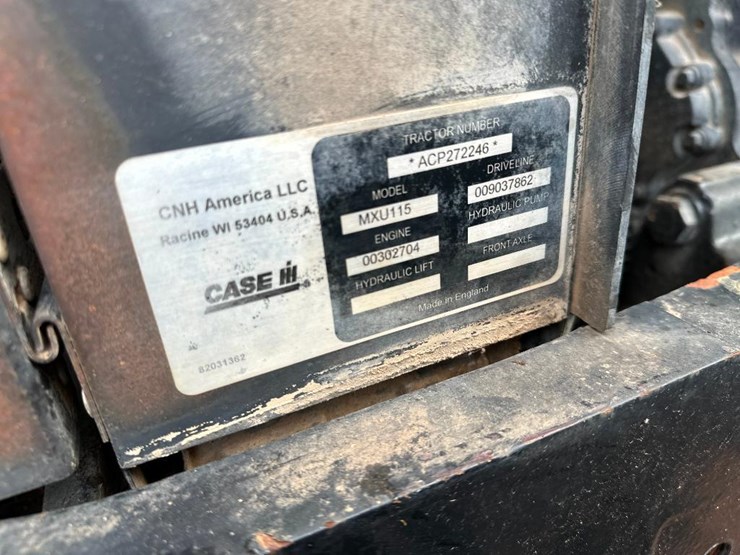 CNH America LLC
Racine WI 53404 U.S.A.
CASE IH
82031362
TRACTOR NUMBER
* ACP272246 *
MODEL
MXU115
DRIVELINE
009037862
ENGINE
00302704
HYDRAULIC PUMP
HYDRAULIC LIFT
FRONT AXLE
Made In England